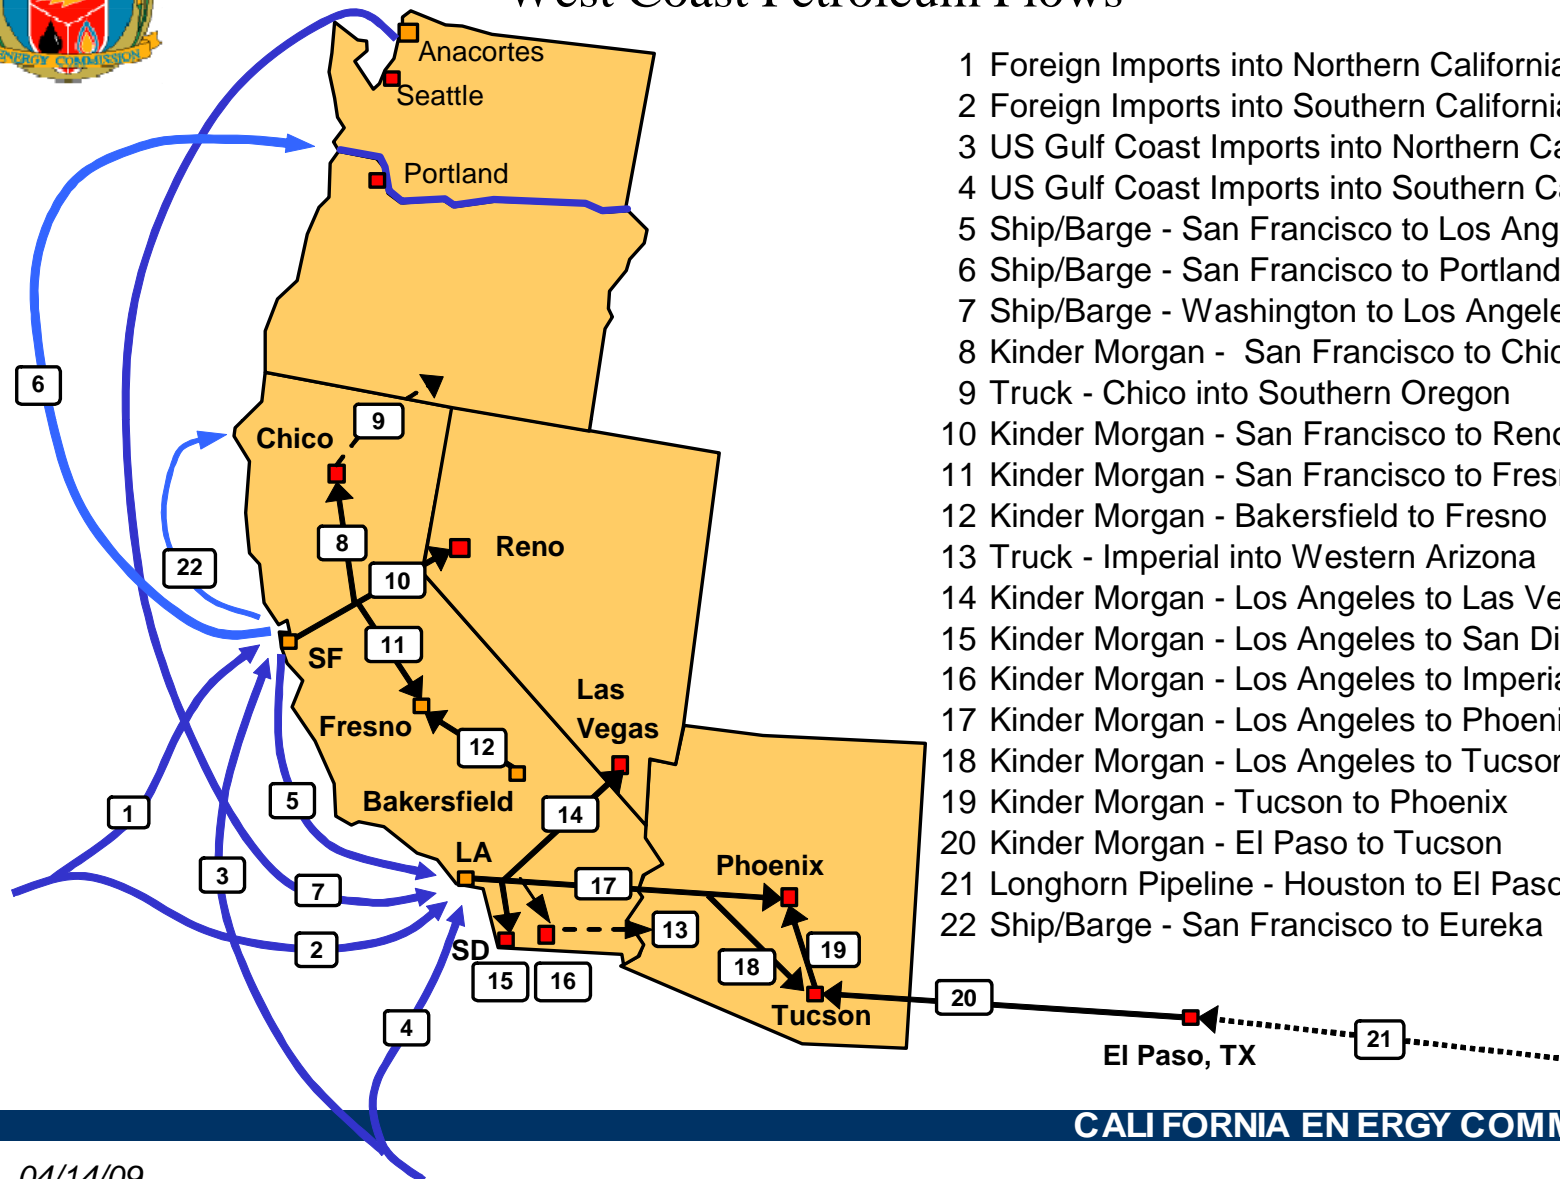 West Coast Petroleum Flows
ENERGY COMMISSION
Anacortes
Seattle
Portland
1 Foreign Imports into Northern California
2 Foreign Imports into Southern California
3 US Gulf Coast Imports into Northern Ca
4 US Gulf Coast Imports into Southern Ca
5 Ship/Barge - San Francisco to Los Ang
6 Ship/Barge - San Francisco to Portland
7 Ship/Barge - Washington to Los Angele
8 Kinder Morgan - San Francisco to Chic
9 Truck - Chico into Southern Oregon
10 Kinder Morgan - San Francisco to Reno
11 Kinder Morgan - San Francisco to Fres
12 Kinder Morgan - Bakersfield to Fresno
13 Truck - Imperial into Western Arizona
14 Kinder Morgan - Los Angeles to Las Ve
15 Kinder Morgan - Los Angeles to San Di
16 Kinder Morgan - Los Angeles to Imperia
17 Kinder Morgan - Los Angeles to Phoeni
18 Kinder Morgan - Los Angeles to Tucson
19 Kinder Morgan - Tucson to Phoenix
20 Kinder Morgan - El Paso to Tucson
21 Longhorn Pipeline - Houston to El Paso
22 Ship/Barge - San Francisco to Eureka
6
9
Chico
8
Reno
22
10
11
SF
Las
Vegas
Fresno
12
5
Bakersfield
1
14
LA
Phoenix
3
7
17
13
2
SD
19
18
15
16
20
Tucson
4
21
El Paso, TX
CALIFORNIA ENERGY COMM
04/14/09